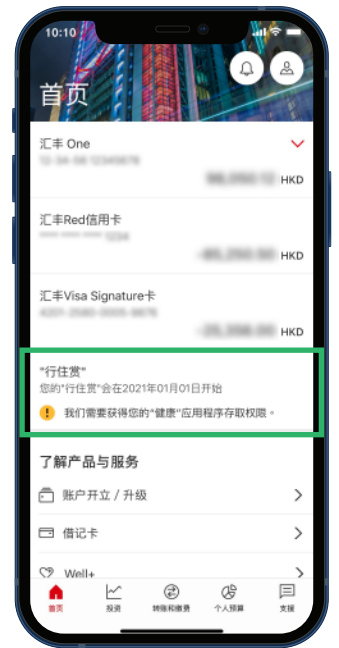 10:10
首页
汇丰 One
HKD
汇丰Red信用卡
HKD
汇丰Visa Signature卡
HKD
"行住赏"
您的"行住赏"会在2021年01月01日开始
我们需要获得您的"健康"应用程序存取权限。
了解产品与服务
账户开立 / 升级
借记卡
Well+
首页 投资 转账和缴费 个人预算 支援